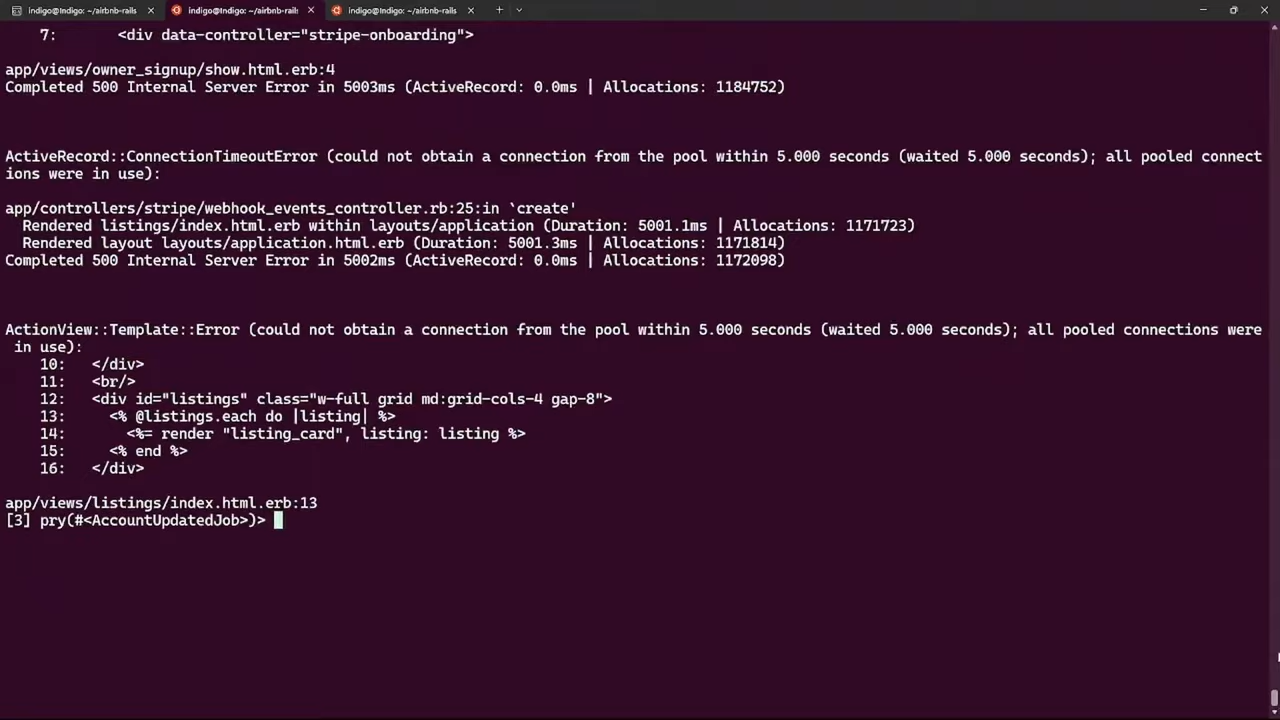 indigo@Indigo: ~/airbnb-rails
indigo@Indigo: ~/airbnb-rails
indigo@Indigo: ~/airbnb-rails
    7:       <div data-controller="stripe-onboarding">
app/views/owner_signup/show.html.erb:4
Completed 500 Internal Server Error in 5003ms (ActiveRecord: 0.0ms | Allocations: 1184752)
ActiveRecord::ConnectionTimeoutError (could not obtain a connection from the pool within 5.000 seconds (waited 5.000 seconds); all pooled connect
ions were in use):
app/controllers/stripe/webhook_events_controller.rb:25:in `create'
  Rendered listings/index.html.erb within layouts/application (Duration: 5001.1ms | Allocations: 1171723)
  Rendered layout layouts/application.html.erb (Duration: 5001.3ms | Allocations: 1171814)
Completed 500 Internal Server Error in 5002ms (ActiveRecord: 0.0ms | Allocations: 1172098)
ActionView::Template::Error (could not obtain a connection from the pool within 5.000 seconds (waited 5.000 seconds); all pooled connections were
 in use):
    10:   </div>
    11:   <br/>
    12:   <div id="listings" class="w-full grid md:grid-cols-4 gap-8">
    13:     <% @listings.each do |listing| %>
    14:       <%= render "listing_card", listing: listing %>
    15:     <% end %>
    16:   </div>
app/views/listings/index.html.erb:13
[3] pry(#<AccountUpdatedJob>)>